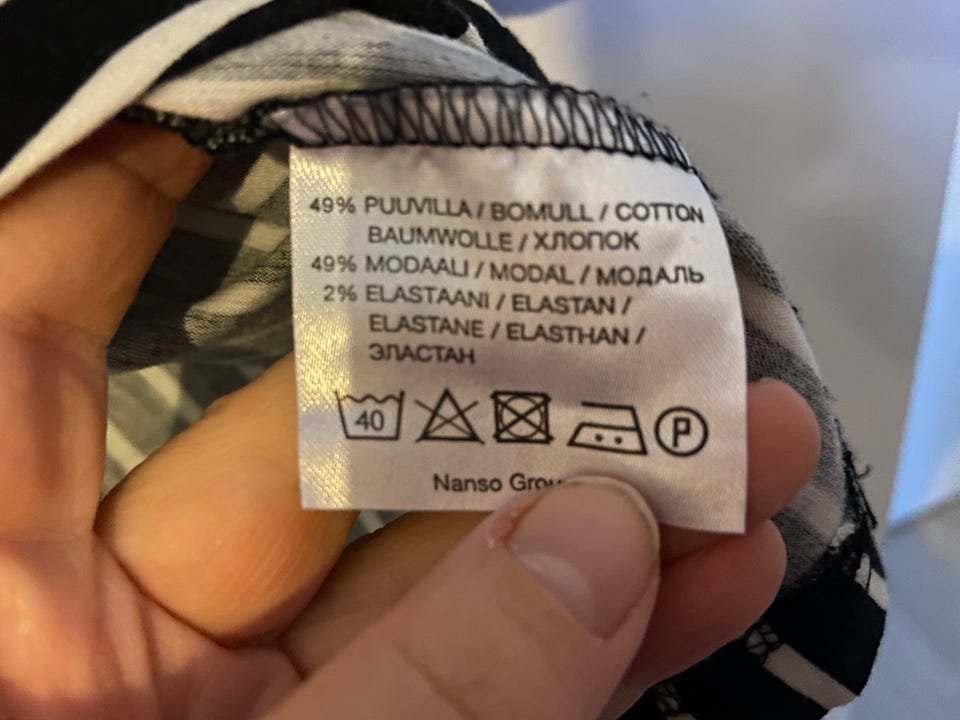 49% PUUVILLA / BOMULL / COTTON
BAUMWOLLE / ХЛОПОК
49% MODAALI / MODAL / МОДАЛЬ
2% ELASTAANI / ELASTAN /
ELASTANE / ELASTHAN /
ЭЛАСТАН
40 P
Nanso